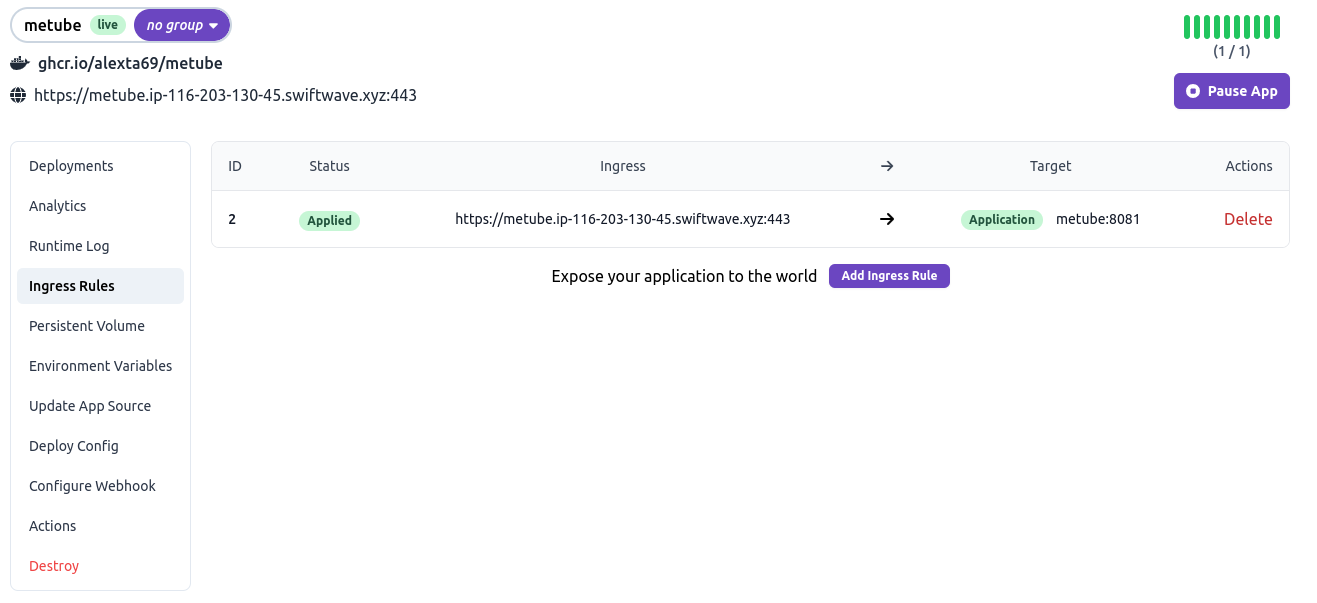 metube live no group
ghcr.io/alexta69/metube
https://metube.ip-116-203-130-45.swiftwave.xyz:443
(1 / 1)
Pause App
Deployments
Analytics
Runtime Log
Ingress Rules
Persistent Volume
Environment Variables
Update App Source
Deploy Config
Configure Webhook
Actions
Destroy
ID Status Ingress → Target Actions
2 Applied https://metube.ip-116-203-130-45.swiftwave.xyz:443 → Application metube:8081 Delete
Expose your application to the world Add Ingress Rule